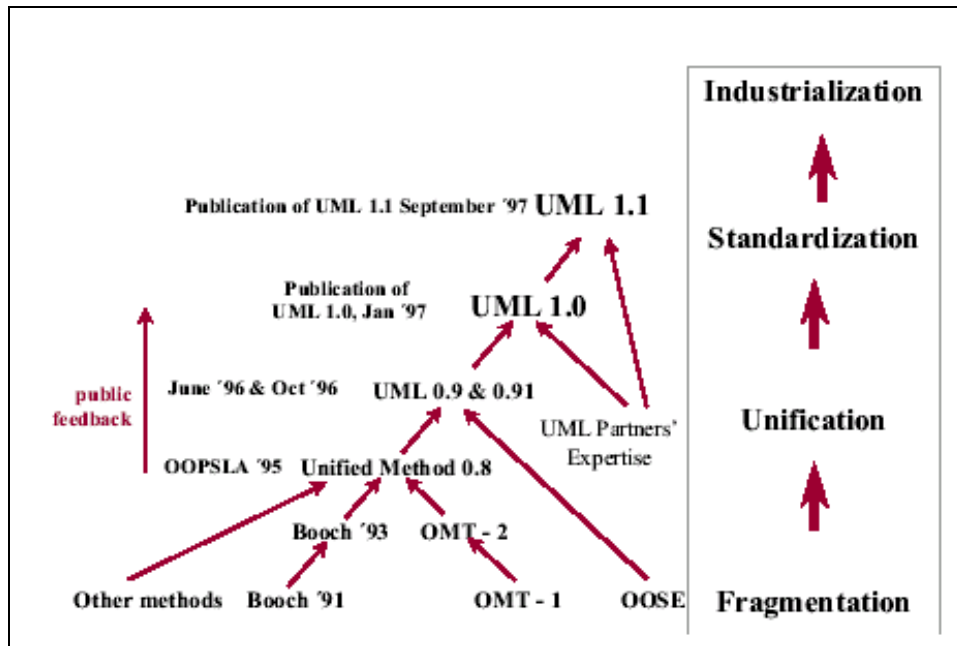 Industrialization
Publication of UML 1.1 September ´97 UML 1.1
Standardization
Publication of
UML 1.0, Jan ´97
UML 1.0
public
feedback
June ´96 & Oct ´96
UML 0.9 & 0.91
UML Partners’
Expertise
Unification
OOPSLA ´95
Unified Method 0.8
Booch ´93
OMT - 2
Other methods
Booch ´91
OMT - 1
OOSE
Fragmentation